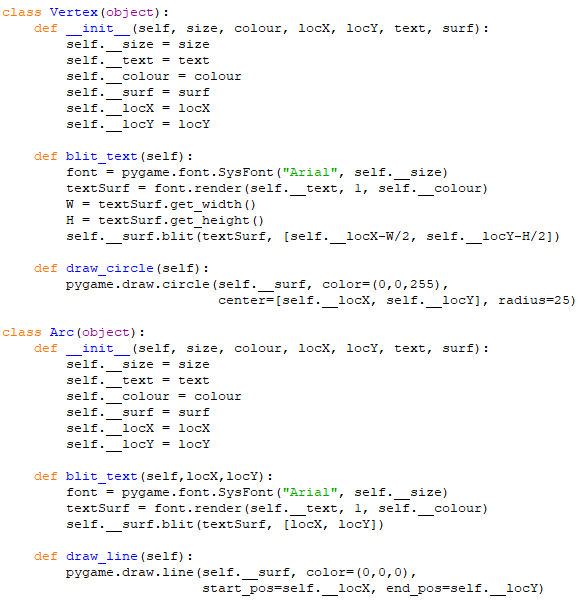 class Vertex(object):
    def __init__(self, size, colour, locX, locY, text, surf):
        self.__size = size
        self.__text = text
        self.__colour = colour
        self.__surf = surf
        self.__locX = locX
        self.__locY = locY

    def blit_text(self):
        font = pygame.font.SysFont("Arial", self.__size)
        textSurf = font.render(self.__text, 1, self.__colour)
        W = textSurf.get_width()
        H = textSurf.get_height()
        self.__surf.blit(textSurf, [self.__locX-W/2, self.__locY-H/2])

    def draw_circle(self):
        pygame.draw.circle(self.__surf, color=(0,0,255),
                           center=[self.__locX, self.__locY], radius=25)

class Arc(object):
    def __init__(self, size, colour, locX, locY, text, surf):
        self.__size = size
        self.__text = text
        self.__colour = colour
        self.__surf = surf
        self.__locX = locX
        self.__locY = locY

    def blit_text(self,locX,locY):
        font = pygame.font.SysFont("Arial", self.__size)
        textSurf = font.render(self.__text, 1, self.__colour)
        self.__surf.blit(textSurf, [locX, locY])

    def draw_line(self):
        pygame.draw.line(self.__surf, color=(0,0,0),
                         start_pos=self.__locX, end_pos=self.__locY)